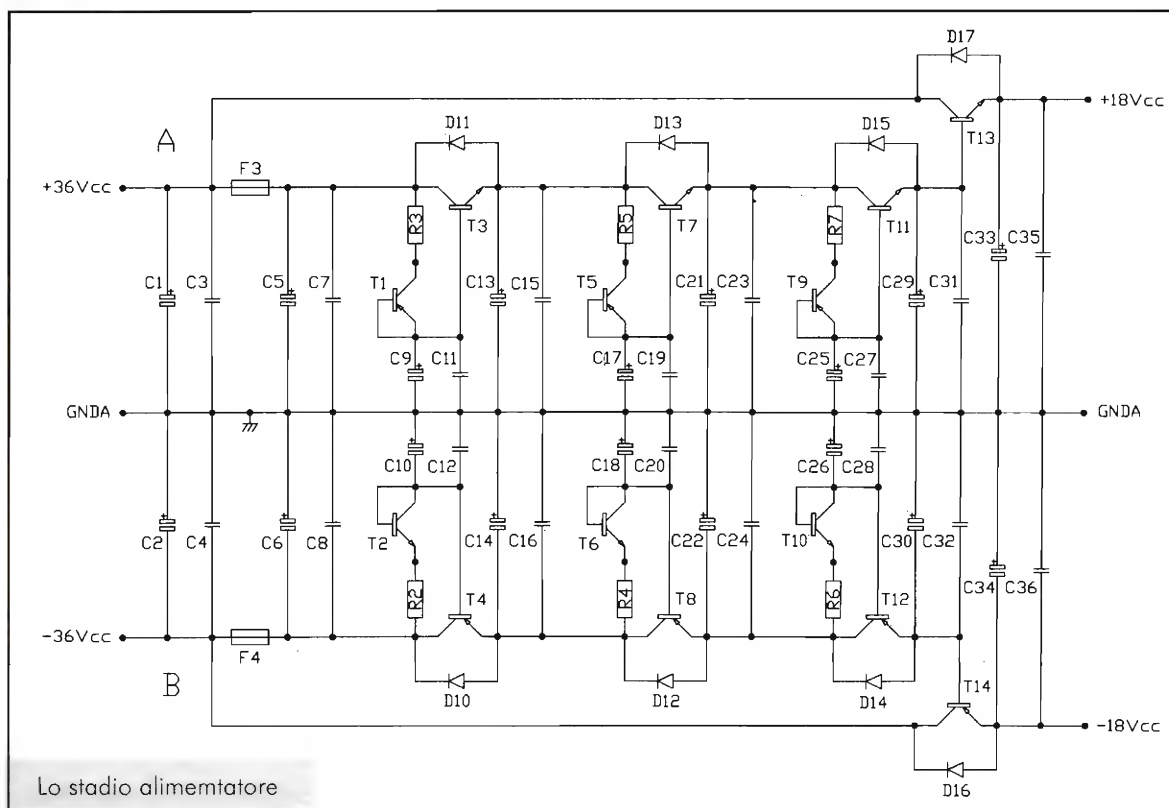 D17
+18Vcc
T13
A
D11
D13
D15
+36Vcc
F3
T3
T7
T11
R3
R5
R7
C33
C35
C1
C3
C5
C7
T1
C13
C15
T5
C21
C23
T9
C29
C31
C9
C11
C17
C19
C25
C27
GNDA
GNDA
C10
C12
C18
C20
C26
C28
C2
C4
C6
C8
T2
C14
C16
T6
C22
C24
T10
C30
C32
C34
C36
R2
T4
R4
T8
R6
T12
-36Vcc
F4
T14
B
D10
D12
D14
-18Vcc
D16
Lo stadio alimemtatore